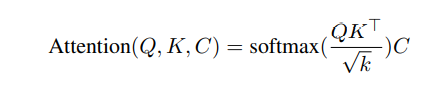 Attention(Q, K, C) = softmax(QK⊤/√k)C